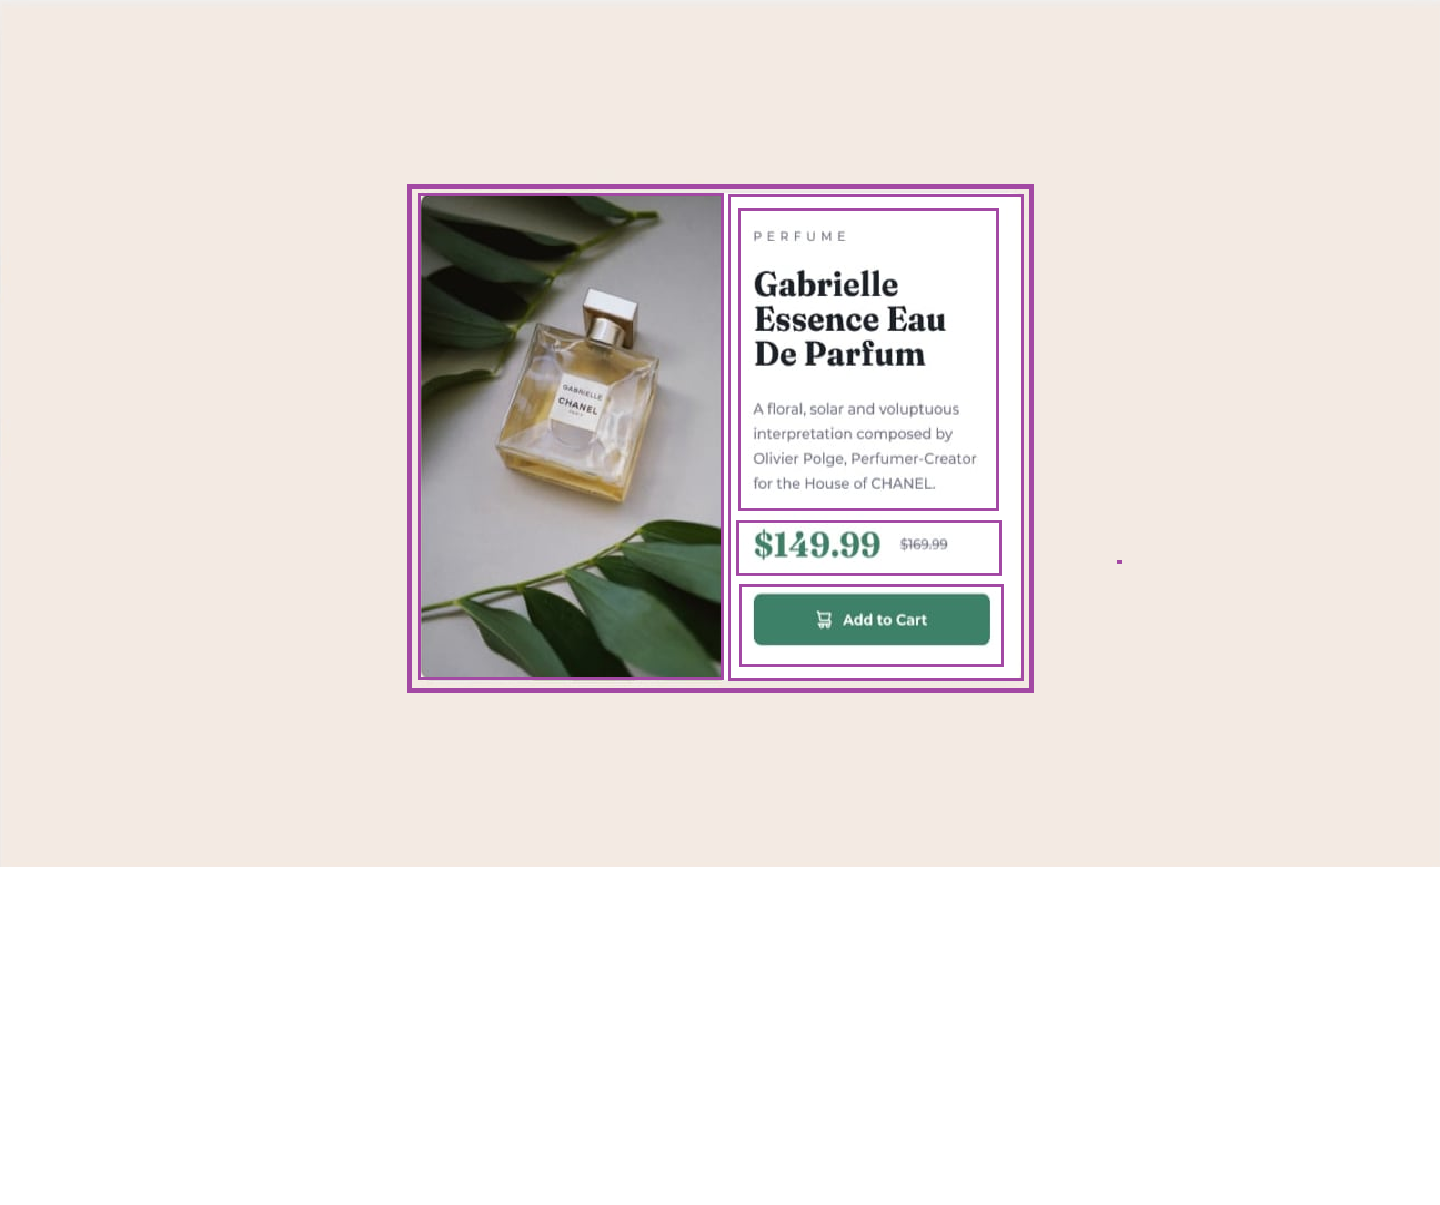 GABRIELLE
CHANEL
PERFUME
Gabrielle
Essence Eau
De Parfum
A floral, solar and voluptuous
interpretation composed by
Olivier Polge, Perfumer-Creator
for the House of CHANEL.
$149.99 $169.99
Add to Cart